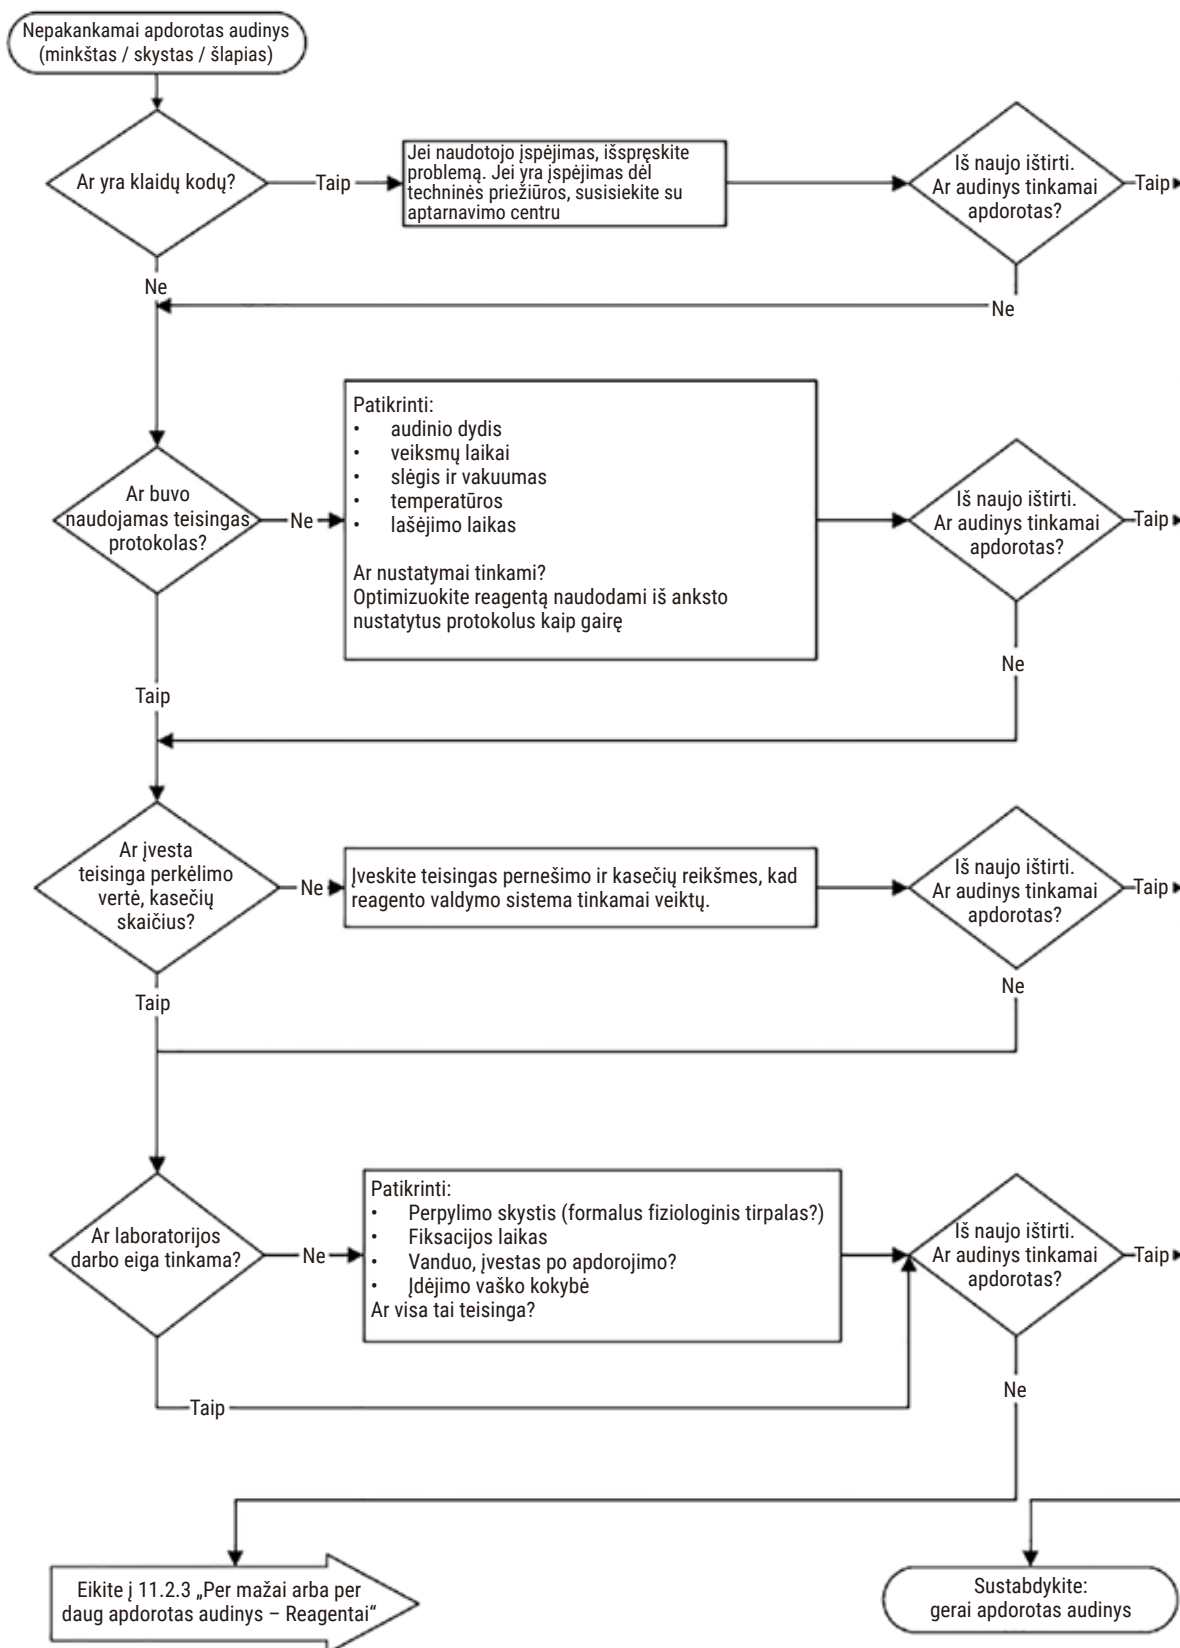 Nepakankamai apdorotas audinys
(minkštas / skystas / šlapias)
Ar yra klaidų kodų?
Taip
Jei naudotojo įspėjimas, išspręskite
problemą. Jei yra įspėjimas dėl
techninės priežiūros, susisiekite su
aptarnavimo centru
Iš naujo ištirti.
Ar audinys tinkamai
apdorotas?
Taip
Ne
Ne
Ar buvo
naudojamas teisingas
protokolas?
Ne
Patikrinti:
• audinio dydis
• veiksmų laikai
• slėgis ir vakuumas
• temperatūros
• lašėjimo laikas
Ar nustatymai tinkami?
Optimizuokite reagentą naudodami iš anksto
nustatytus protokolus kaip gairę
Iš naujo ištirti.
Ar audinys tinkamai
apdorotas?
Taip
Ne
Taip
Ar įvesta
teisinga perkėlimo
vertė, kasečių
skaičius?
Ne
Įveskite teisingas pernešimo ir kasečių reikšmes, kad
reagento valdymo sistema tinkamai veiktų.
Iš naujo ištirti.
Ar audinys tinkamai
apdorotas?
Taip
Ne
Taip
Ar laboratorijos
darbo eiga tinkama?
Ne
Patikrinti:
• Perpylimo skystis (formalus fiziologinis tirpalas?)
• Fiksacijos laikas
• Vanduo, įvestas po apdorojimo?
• Įdėjimo vaško kokybė
Ar visa tai teisinga?
Iš naujo ištirti.
Ar audinys tinkamai
apdorotas?
Taip
Ne
Taip
Eikite į 11.2.3 „Per mažai arba per
daug apdorotas audinys – Reagentai“
Sustabdykite:
gerai apdorotas audinys